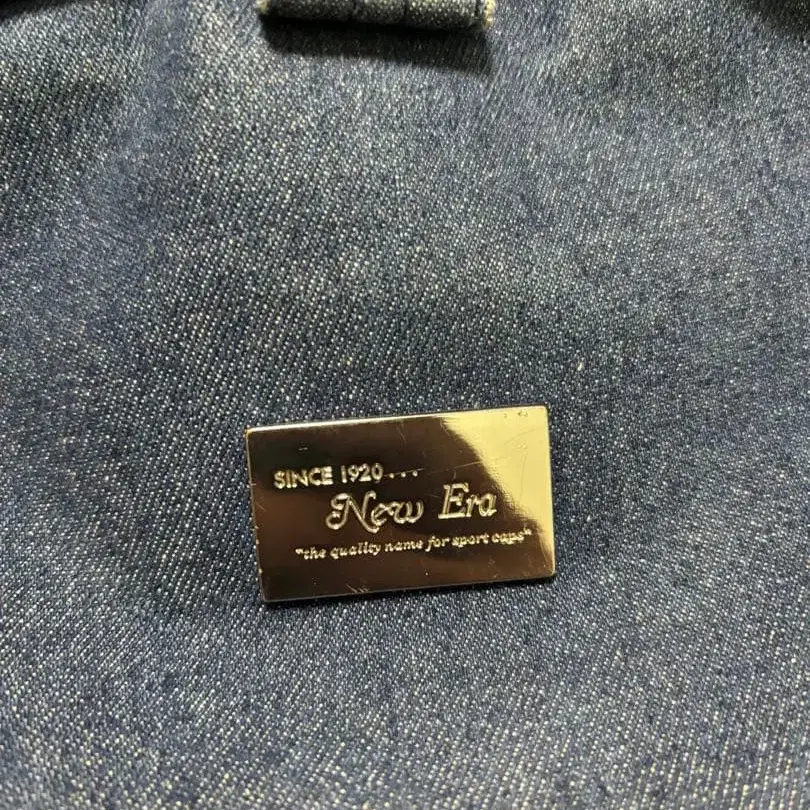 SINCE 1920...
New Era
"the quality name for sport caps"